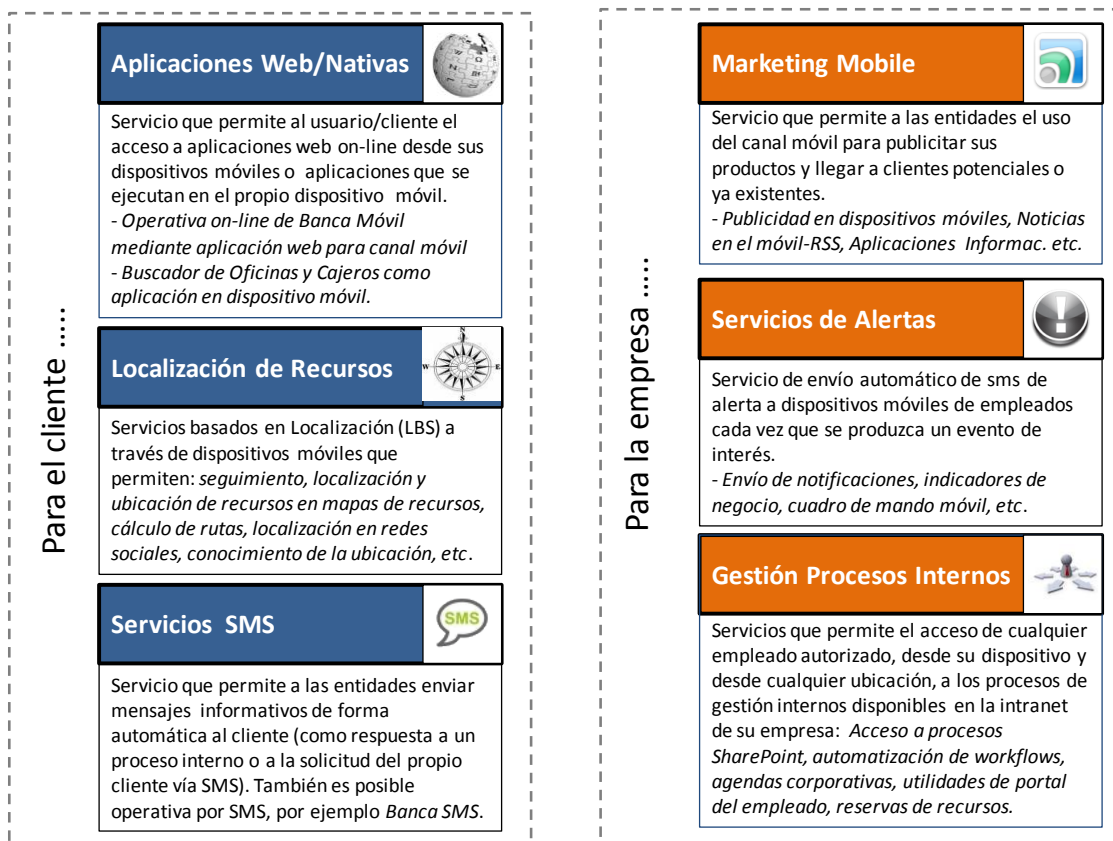 Para el cliente .....
Aplicaciones Web/Nativas
Servicio que permite al usuario/cliente el
acceso a aplicaciones web on-line desde sus
dispositivos móviles o aplicaciones que se
ejecutan en el propio dispositivo móvil.
- Operativa on-line de Banca Móvil
mediante aplicación web para canal móvil
- Buscador de Oficinas y Cajeros como
aplicación en dispositivo móvil.
Localización de Recursos
N
W
E
S
Servicios basados en Localización (LBS) a
través de dispositivos móviles que
permiten: seguimiento, localización y
ubicación de recursos en mapas de recursos,
cálculo de rutas, localización en redes
sociales, conocimiento de la ubicación, etc.
Servicios SMS
SMS
Servicio que permite a las entidades enviar
mensajes informativos de forma
automática al cliente (como respuesta a un
proceso interno o a la solicitud del propio
cliente vía SMS). También es posible
operativa por SMS, por ejemplo Banca SMS.
Para la empresa .....
Marketing Mobile
Servicio que permite a las entidades el uso
del canal móvil para publicitar sus
productos y llegar a clientes potenciales o
ya existentes.
- Publicidad en dispositivos móviles, Noticias
en el móvil-RSS, Aplicaciones Informac. etc.
Servicios de Alertas
!
Servicio de envío automático de sms de
alerta a dispositivos móviles de empleados
cada vez que se produzca un evento de
interés.
- Envío de notificaciones, indicadores de
negocio, cuadro de mando móvil, etc.
Gestión Procesos Internos
Servicios que permite el acceso de cualquier
empleado autorizado, desde su dispositivo y
desde cualquier ubicación, a los procesos de
gestión internos disponibles en la intranet
de su empresa: Acceso a procesos
SharePoint, automatización de workflows,
agendas corporativas, utilidades de portal
del empleado, reservas de recursos.